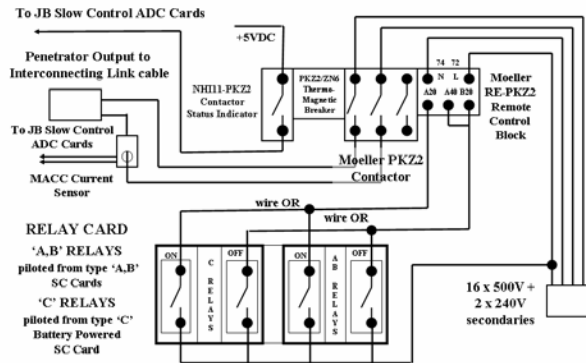 To JB Slow Control ADC Cards
+5VDC
Penetrator Output to
Interconnecting Link cable
NHI11-PKZ2
Contactor
Status Indicator
PKZ2/ZN6
Thermo-
Magnetic
Breaker
74 72
N L
A20 A40 B20
Moeller
RE-PKZ2
Remote
Control
Block
To JB Slow Control
ADC Cards
MACC Current
Sensor
Moeller PKZ2
Contactor
wire OR
wire OR
RELAY CARD
‘A,B’ RELAYS
piloted from type ‘A,B’
SC Cards
‘C’ RELAYS
piloted from type ‘C’
Battery Powered
SC Card
ON
C RELAYS
OFF
ON
AB RELAYS
OFF
16 x 500V +
2 x 240V
secondaries